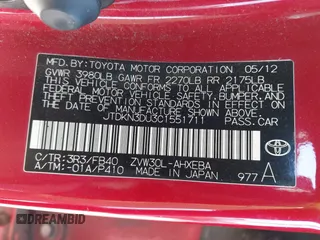 MFD. BY: TOYOTA MOTOR CORPORATION 05/12
GVWR 3980LB GAWR FR 2270LB RR 2175LB
THIS VEHICLE CONFORMS TO ALL APPLICABLE
FEDERAL MOTOR VEHICLE SAFETY, BUMPER, AND
THEFT PREVENTION STANDARDS IN EFFECT ON
THE DATE OF MANUFACTURE SHOWN ABOVE.
JTDKN3DU3C1551711 PASS.CAR
C/TR: 3R3/FB40 ZVW30L-AHXEBA
A/TM: -01A/P410 MADE IN JAPAN 977 A
DREAMBID